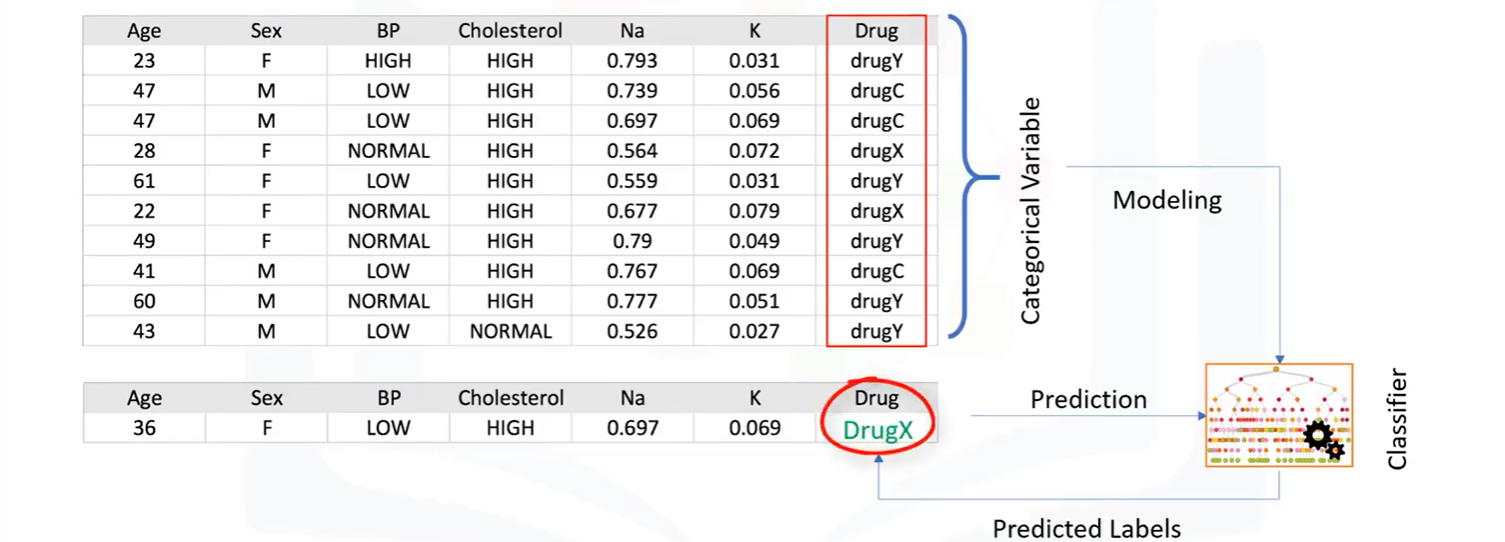 Age Sex BP Cholesterol Na K Drug
23 F HIGH HIGH 0.793 0.031 drugY
47 M LOW HIGH 0.739 0.056 drugC
47 M LOW HIGH 0.697 0.069 drugC
28 F NORMAL HIGH 0.564 0.072 drugX
61 F LOW HIGH 0.559 0.031 drugY
22 F NORMAL HIGH 0.677 0.079 drugX
49 F NORMAL HIGH 0.79 0.049 drugY
41 M LOW HIGH 0.767 0.069 drugC
60 M NORMAL HIGH 0.777 0.051 drugY
43 M LOW NORMAL 0.526 0.027 drugY
Categorical Variable
Modeling
Age Sex BP Cholesterol Na K Drug
36 F LOW HIGH 0.697 0.069 DrugX
Prediction
Classifier
Predicted Labels